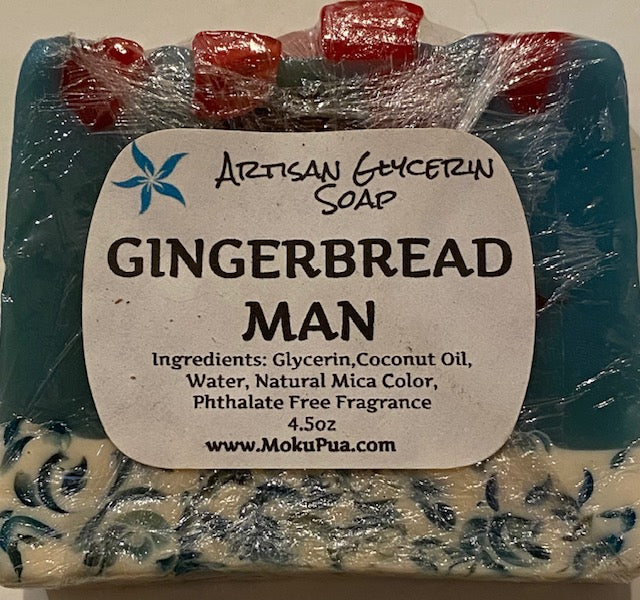 Artisan Glycerin
Soap
GINGERBREAD
MAN
Ingredients: Glycerin,Coconut Oil,
Water, Natural Mica Color,
Phthalate Free Fragrance
4.5oz
www.MokuPua.com